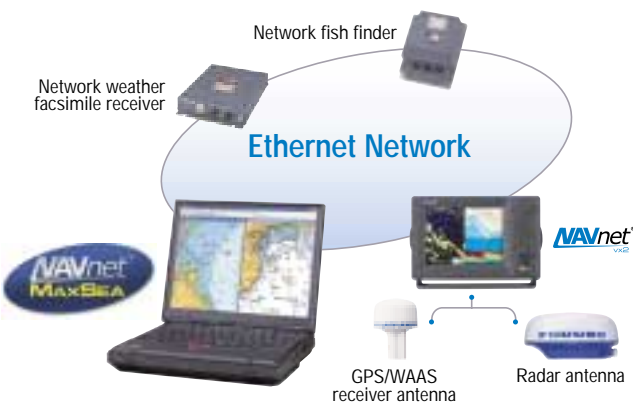 Network fish finder
Network weather
facsimile receiver
Ethernet Network
NAVnet
MAXSEA
NAVnet
vx2
GPS/WAAS
receiver antenna
Radar antenna